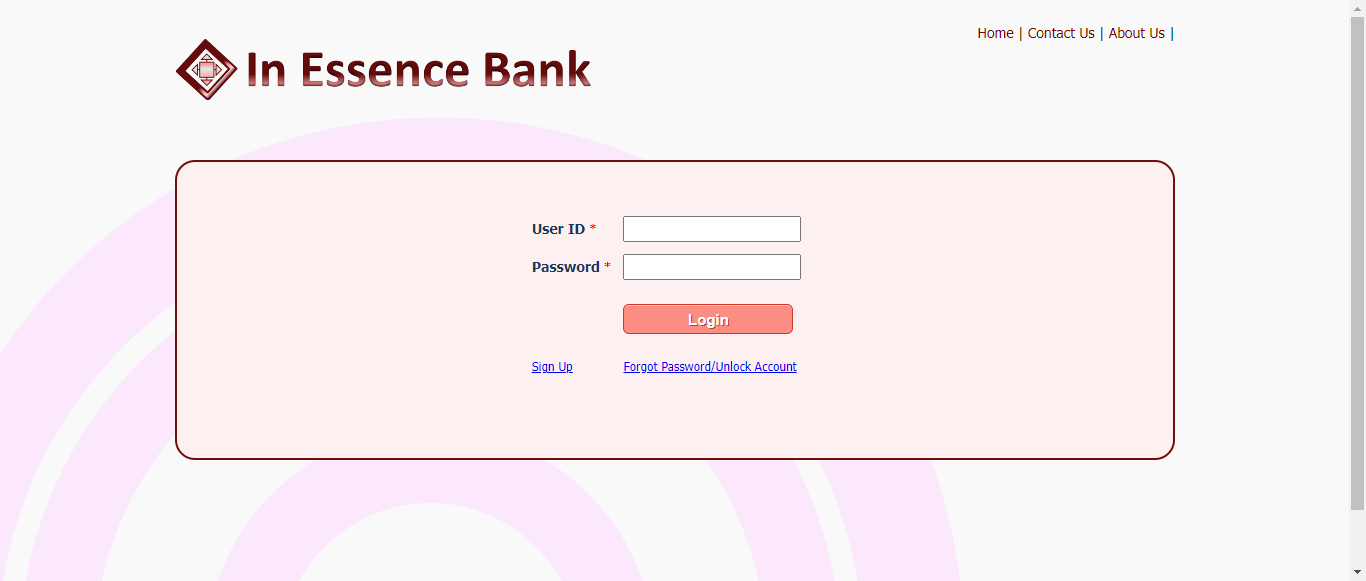 Home | Contact Us | About Us |
In Essence Bank
User ID *
Password *
Login
Sign Up Forgot Password/Unlock Account